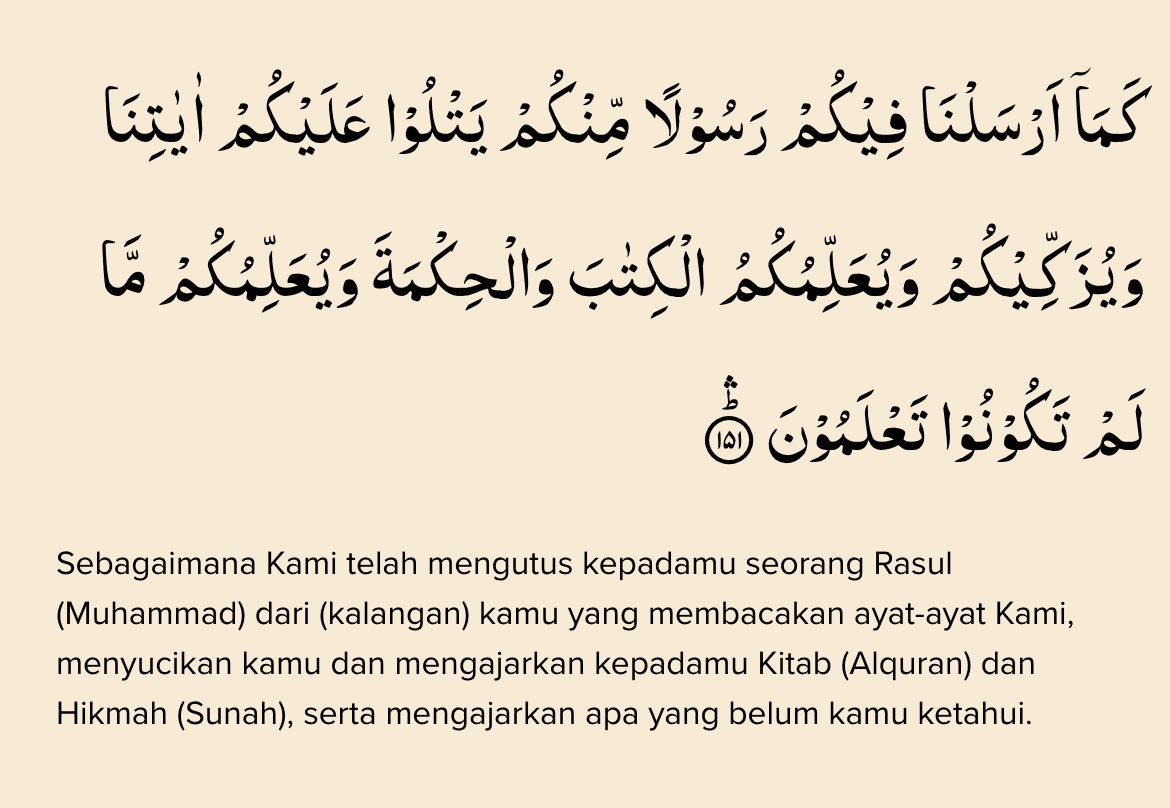 كَمَآ اَرْسَلْنَا فِيْكُمْ رَسُوْلًا مِّنْكُمْ يَتْلُوْا عَلَيْكُمْ اٰيٰتِنَا
وَيُزَكِّيْكُمْ وَيُعَلِّمُكُمُ الْكِتٰبَ وَالْحِكْمَةَ وَيُعَلِّمُكُمْ مَّا
لَمْ تَكُوْنُوْا تَعْلَمُوْنَۗ ۝١٥١
Sebagaimana Kami telah mengutus kepadamu seorang Rasul
(Muhammad) dari (kalangan) kamu yang membacakan ayat-ayat Kami,
menyucikan kamu dan mengajarkan kepadamu Kitab (Alquran) dan
Hikmah (Sunah), serta mengajarkan apa yang belum kamu ketahui.